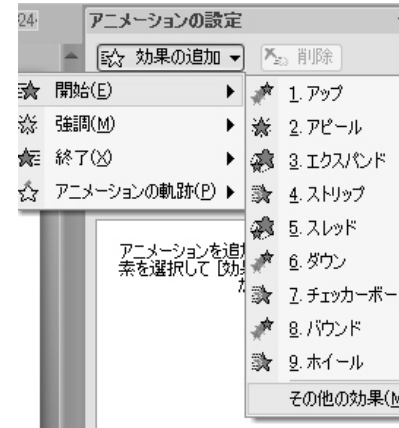 24
アニメーションの設定
効果の追加
削除
開始(E)
強調(M)
終了(X)
アニメーションの軌跡(P)
1. アップ
2. アピール
3. エクスパンド
4. ストリップ
5. スレッド
6. ダウン
7. チェッカーボー
8. バウンド
9. ホイール
その他の効果(M
アニメーションを追加
素を選択して [効